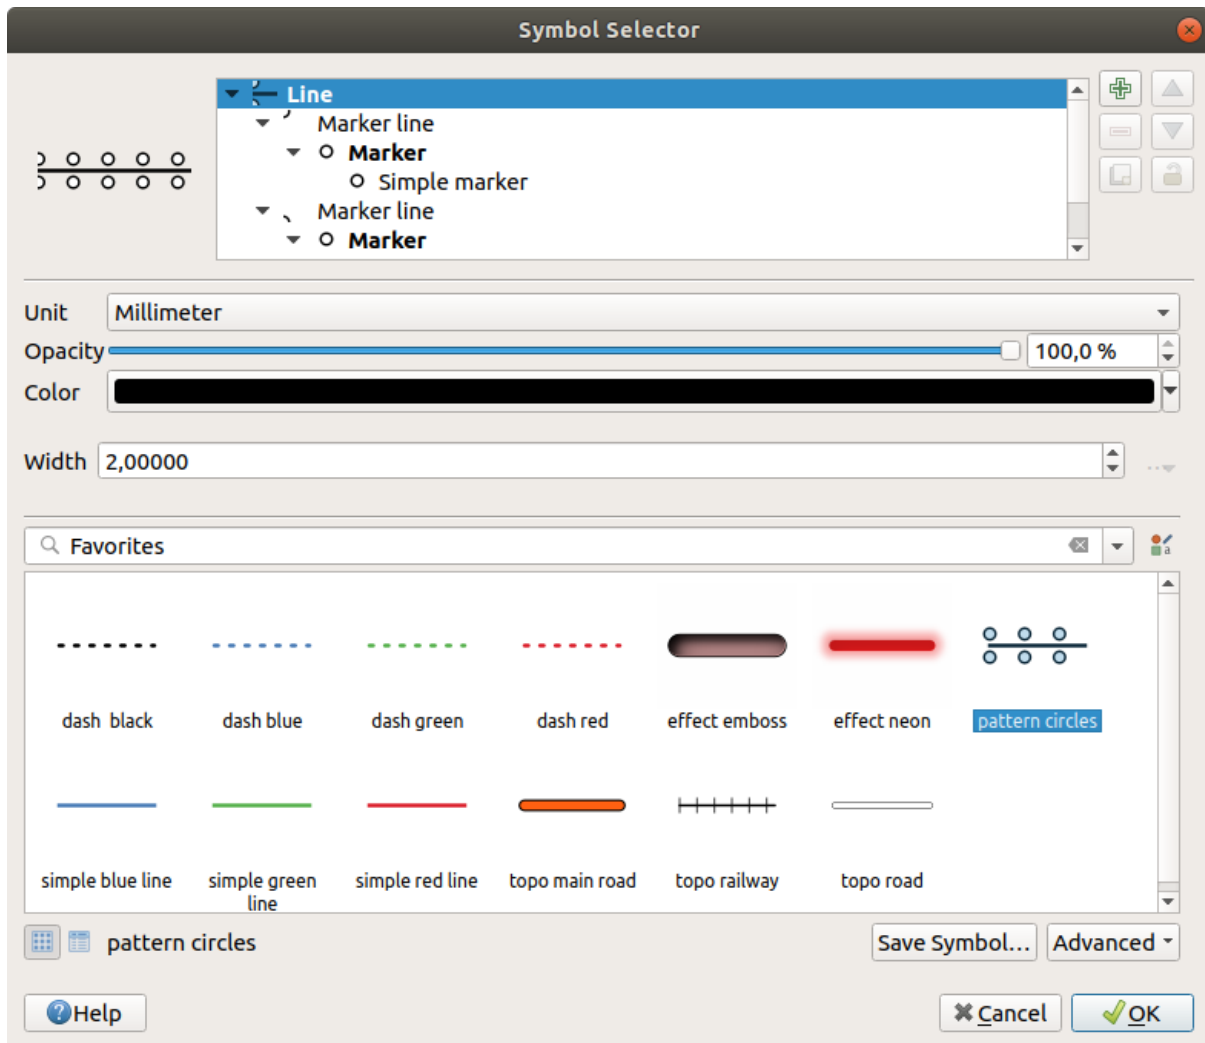 Symbol Selector
Line
Marker line
Marker
Simple marker
Marker line
Marker
Unit Millimeter
Opacity 100,0 %
Color
Width 2,00000
Favorites
dash  black dash blue dash green dash red effect emboss effect neon pattern circles
simple blue line simple green line simple red line topo main road topo railway topo road
pattern circles Save Symbol... Advanced
Help Cancel OK